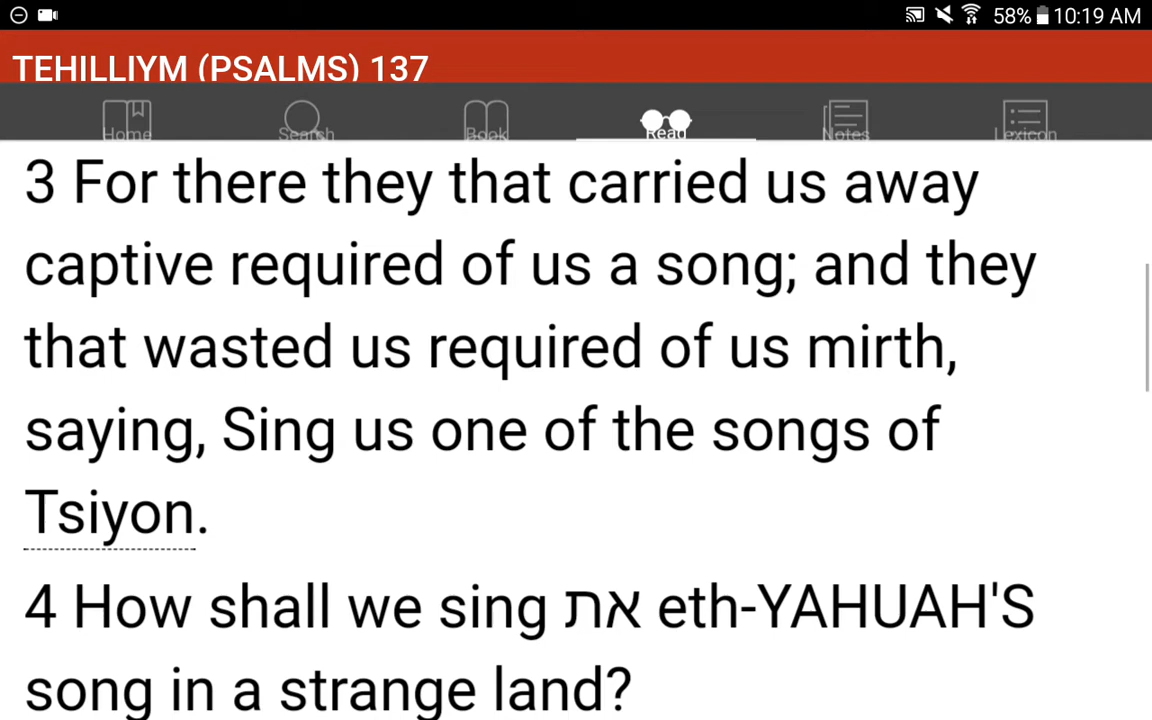 58% 10:19 AM
TEHILLIYM (PSALMS) 137
Home Search Book Read Notes Lexicon
3 For there they that carried us away
captive required of us a song; and they
that wasted us required of us mirth,
saying, Sing us one of the songs of
Tsiyon.
4 How shall we sing את eth-YAHUAH'S
song in a strange land?